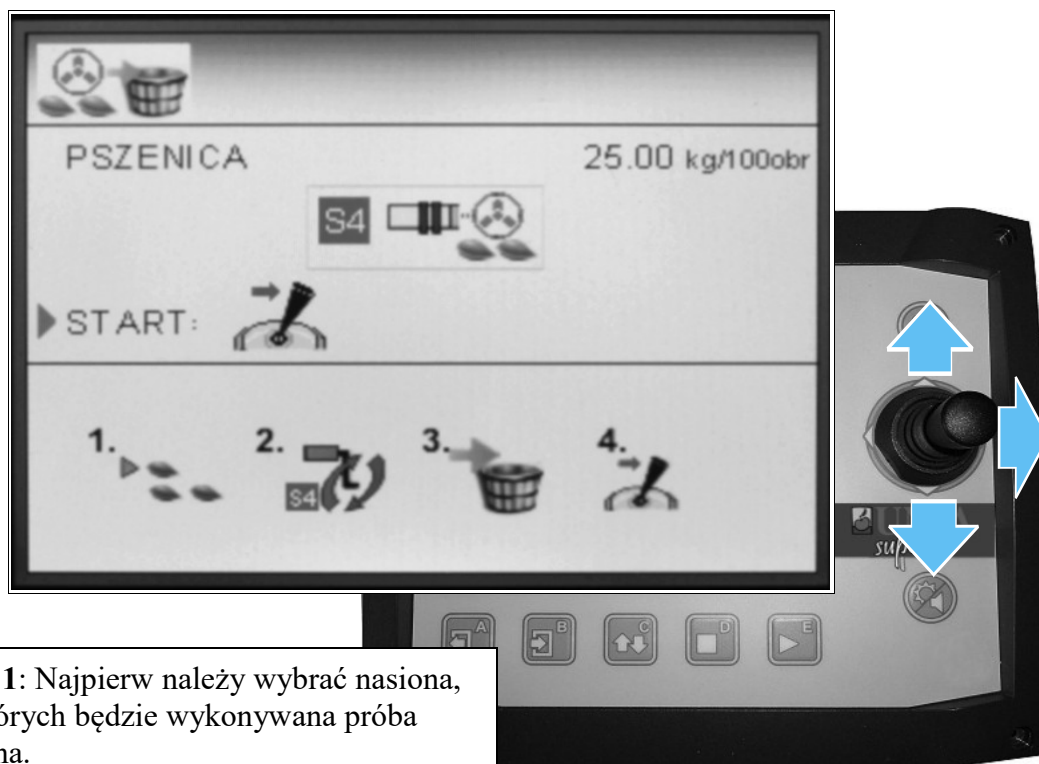 PSZENICA 25.00 kg/100obr
S4
START:
1. 2. 3. 4.
S4
A B C D E
1: Najpierw należy wybrać nasiona,
órych będzie wykonywana próba
na.